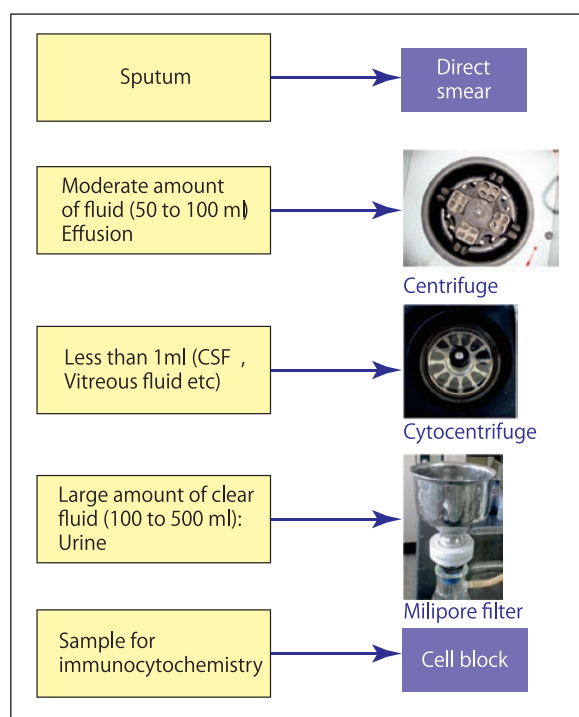 Sputum
Direct
smear
Moderate amount
of fluid (50 to 100 ml)
Effusion
Centrifuge
Less than 1ml (CSF ,
Vitreous fluid etc)
Cytocentrifuge
Large amount of clear
fluid (100 to 500 ml):
Urine
Milipore filter
Sample for
immunocytochemistry
Cell block